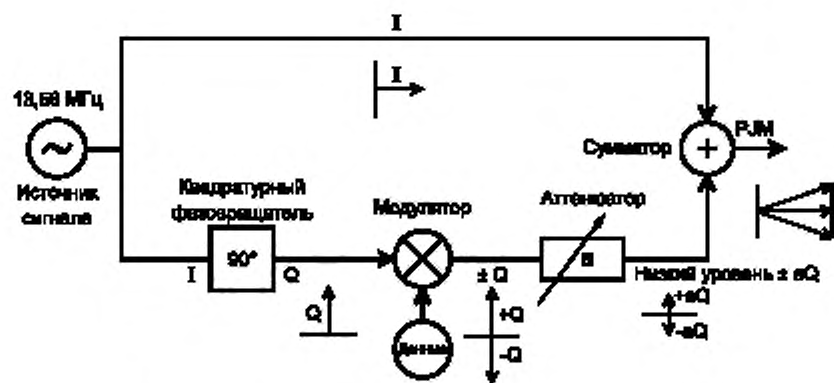 I
I
13,56 МГц
Источник
сигнала
Сумматор
PJM
Квадратурный
фазовращатель
Модулятор
Аттенюатор
I
90°
Q
± Q
a
Низкий уровень ± aQ
Q
Данные
+Q
-Q
+aQ
-aQ